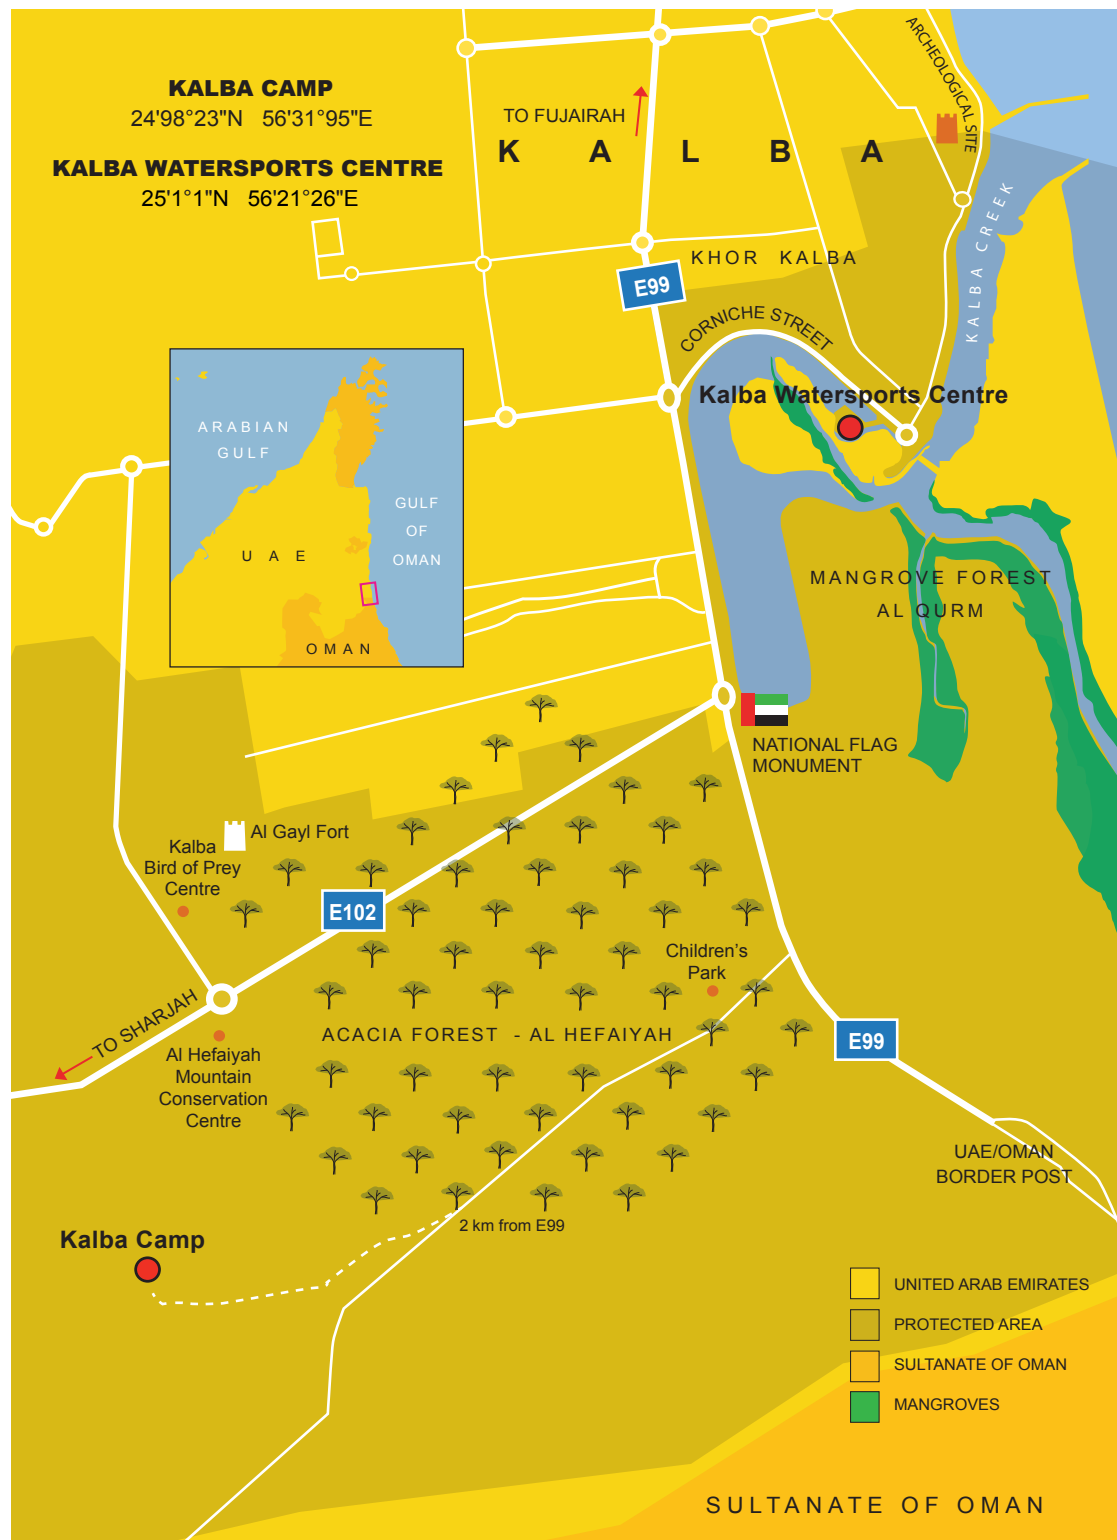 KALBA CAMP
24'98°23"N 56'31°95"E
KALBA WATERSPORTS CENTRE
25'1°1"N 56'21°26"E
TO FUJAIRAH
K A L B A
ARCHEOLOGICAL SITE
KALBA CREEK
KHOR KALBA
E99
CORNICHE STREET
Kalba Watersports Centre
ARABIAN
GULF
GULF
OF
OMAN
U A E
OMAN
MANGROVE FOREST
AL QURM
NATIONAL FLAG
MONUMENT
Al Gayl Fort
Kalba
Bird of Prey
Centre
E102
Children's
Park
TO SHARJAH
ACACIA FOREST - AL HEFAIYAH
E99
Al Hefaiyah
Mountain
Conservation
Centre
UAE/OMAN
BORDER POST
2 km from E99
Kalba Camp
UNITED ARAB EMIRATES
PROTECTED AREA
SULTANATE OF OMAN
MANGROVES
SULTANATE OF OMAN